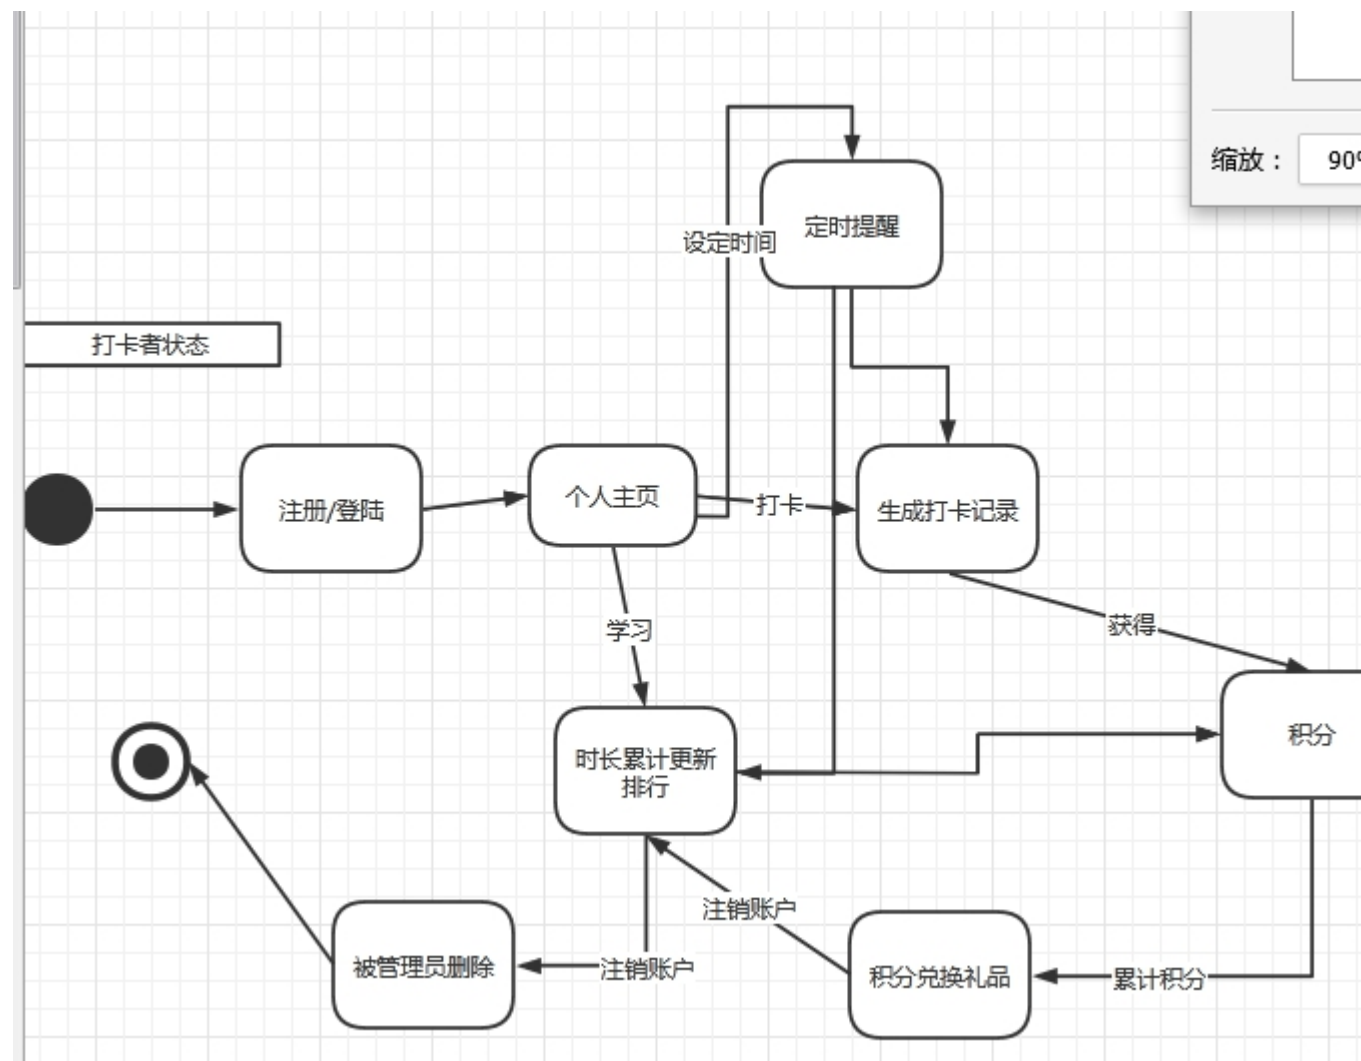 缩放：
90%
定时提醒
设定时间
打卡者状态
注册/登陆
个人主页
打卡
生成打卡记录
学习
获得
积分
时长累计更新
排行
注销账户
被管理员删除
注销账户
积分兑换礼品
累计积分